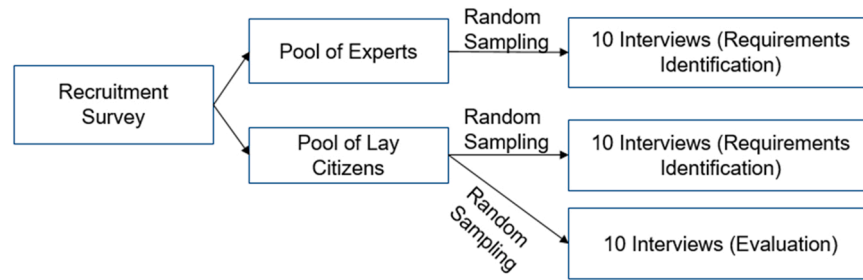 Recruitment
Survey
Pool of Experts
Random
Sampling
10 Interviews (Requirements
Identification)
Pool of Lay
Citizens
Random
Sampling
10 Interviews (Requirements
Identification)
Random
Sampling
10 Interviews (Evaluation)